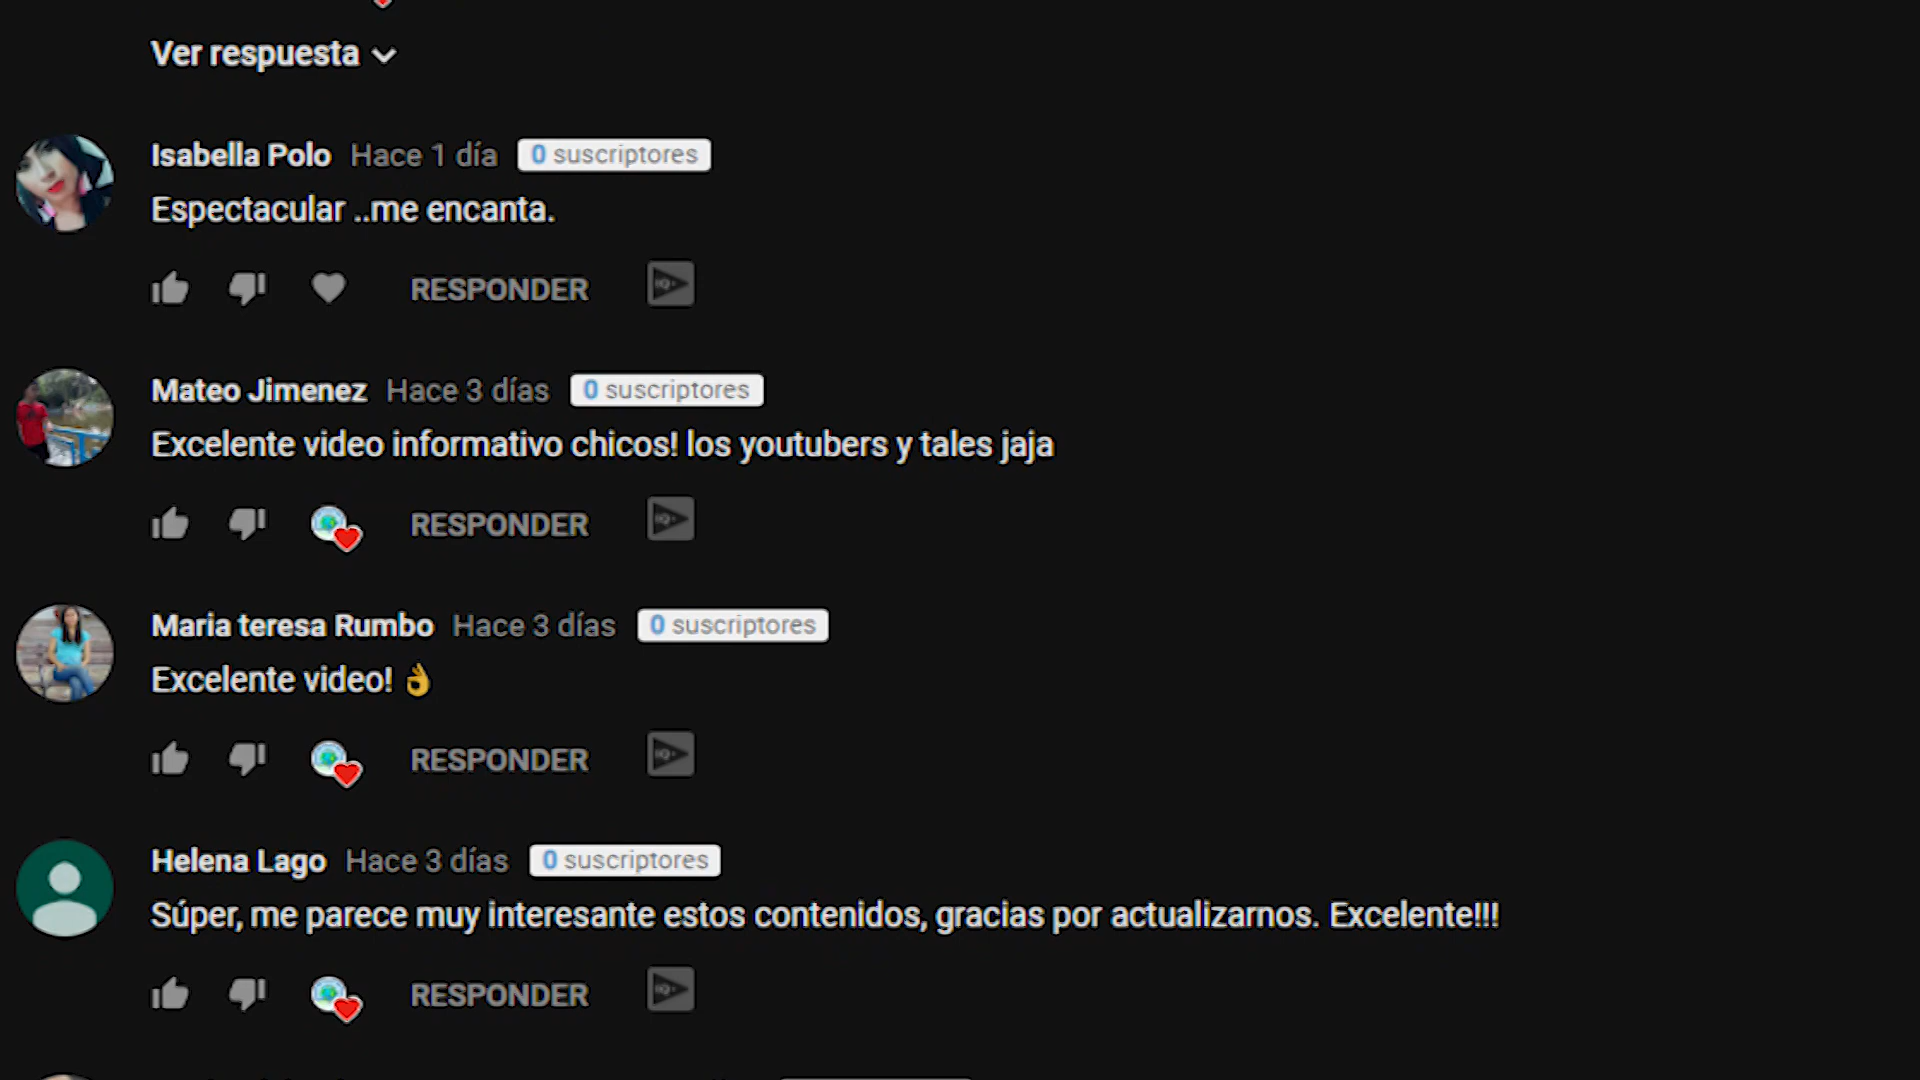 Ver respuesta
Isabella Polo Hace 1 día 0 suscriptores
Espectacular ..me encanta.
RESPONDER
Mateo Jimenez Hace 3 días 0 suscriptores
Excelente video informativo chicos! los youtubers y tales jaja
RESPONDER
Maria teresa Rumbo Hace 3 días 0 suscriptores
Excelente video! 👌
RESPONDER
Helena Lago Hace 3 días 0 suscriptores
Súper, me parece muy interesante estos contenidos, gracias por actualizarnos. Excelente!!!
RESPONDER